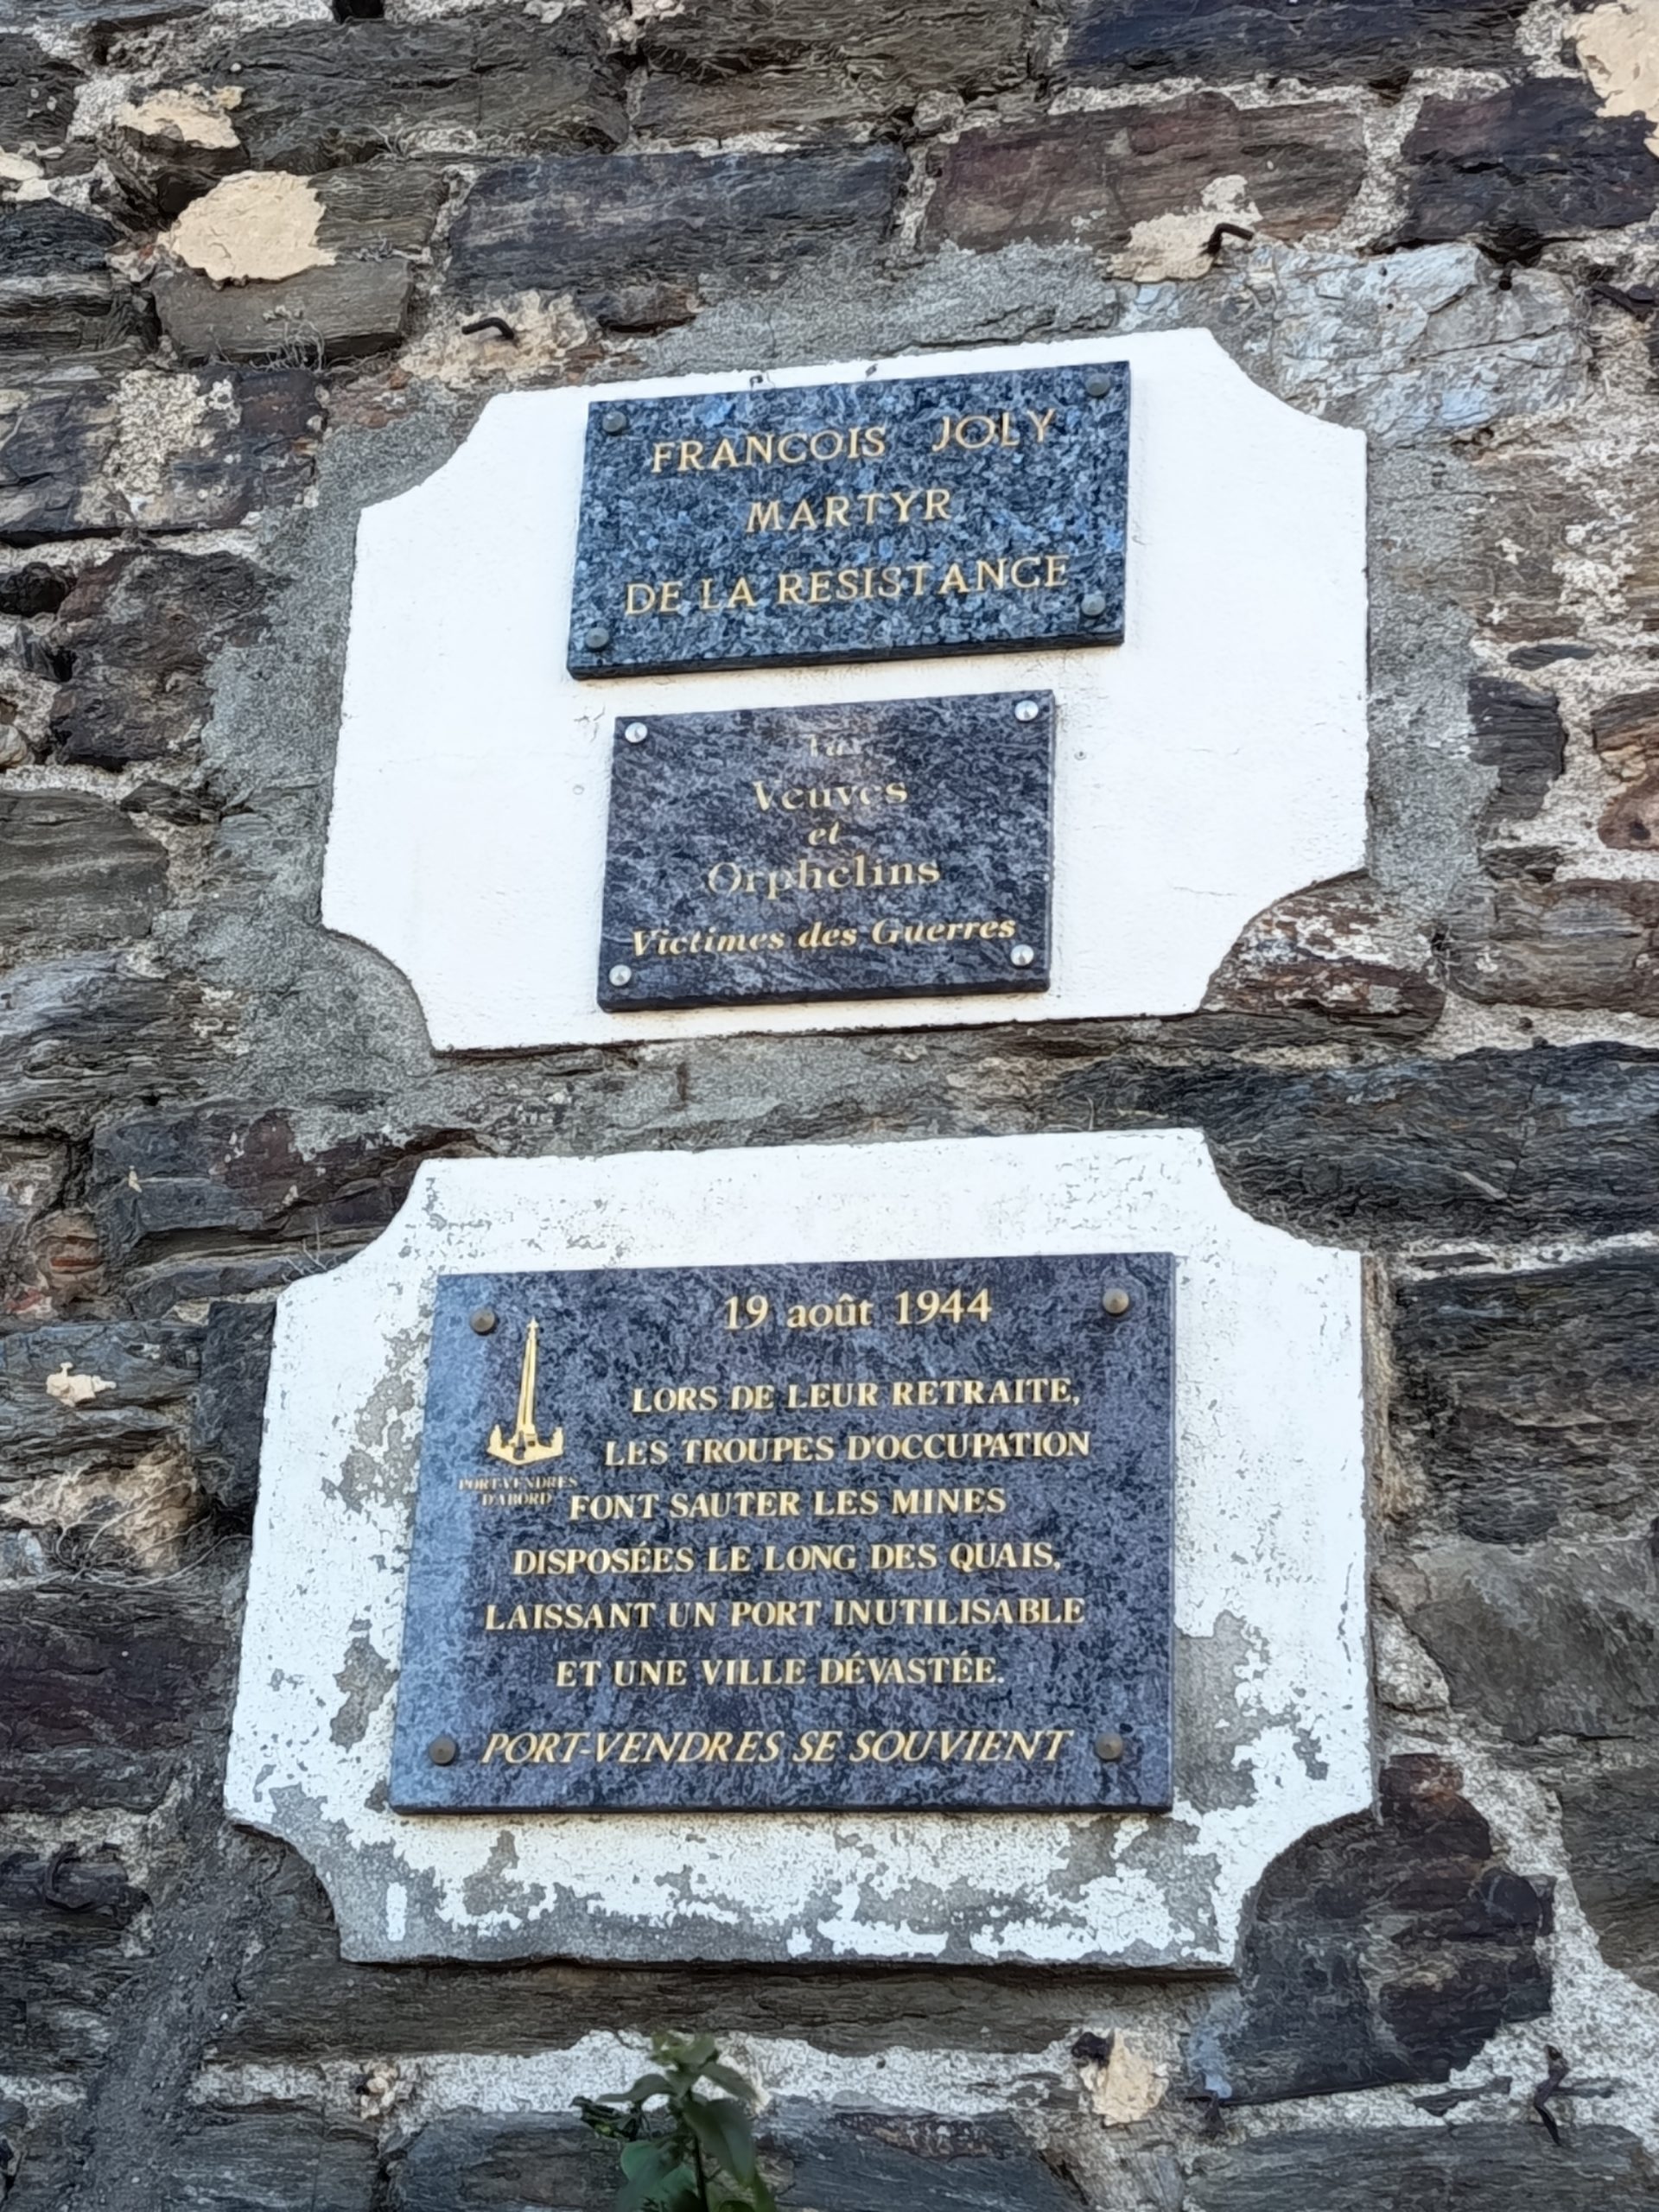 FRANCOIS JOLY
MARTYR
DE LA RESISTANCE
Veuves
et
Orphelins
Victimes des Guerres
19 août 1944
LORS DE LEUR RETRAITE,
LES TROUPES D'OCCUPATION
PORT-VENDRES
D'ABORD
FONT SAUTER LES MINES
DISPOSÉES LE LONG DES QUAIS,
LAISSANT UN PORT INUTILISABLE
ET UNE VILLE DÉVASTÉE.
PORT-VENDRES SE SOUVIENT